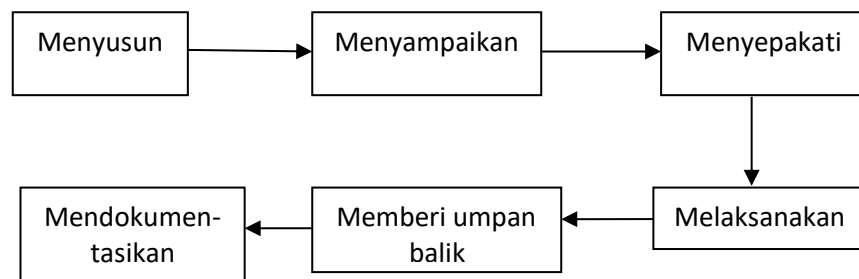 Menyusun
Menyampaikan
Menyepakati
Mendokumen-
tasikan
Memberi umpan
balik
Melaksanakan